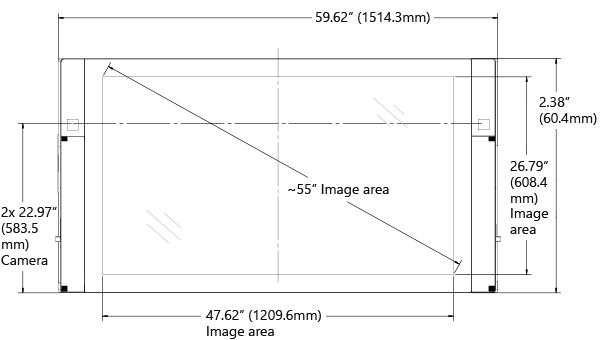 59.62” (1514.3mm)
2.38”
(60.4mm)
26.79”
(608.4
mm)
Image
area
~55” Image area
2x 22.97”
(583.5
mm)
Camera
47.62” (1209.6mm)
Image area